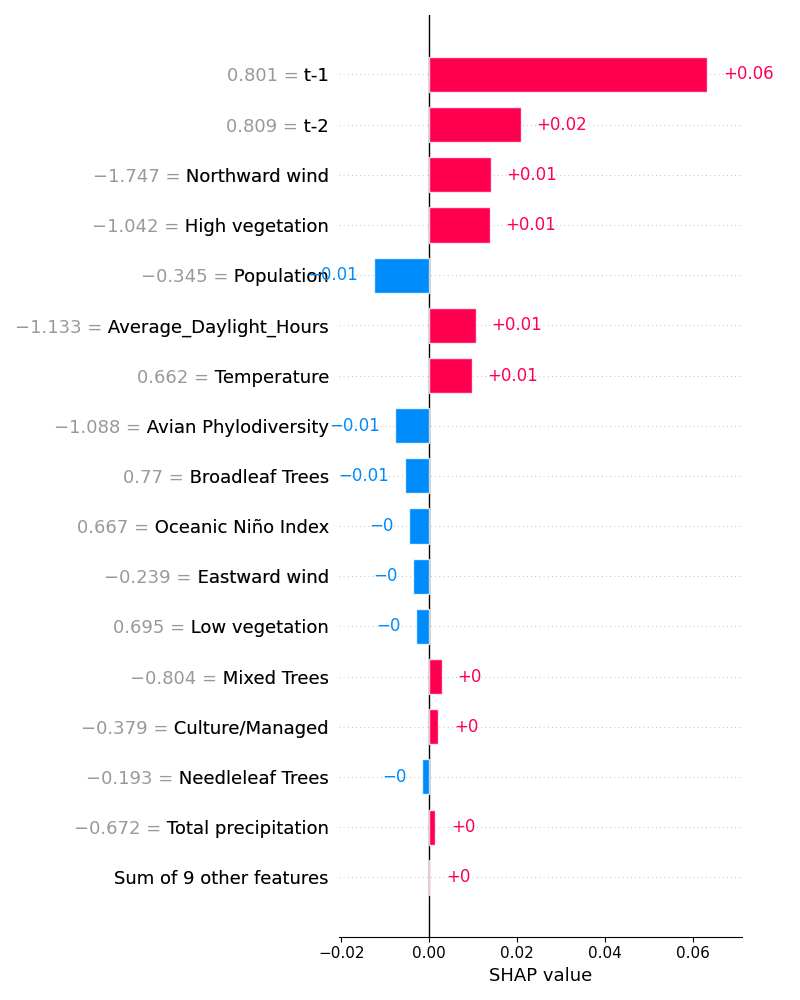 0.801 = t-1 +0.06
0.809 = t-2 +0.02
−1.747 = Northward wind +0.01
−1.042 = High vegetation +0.01
−0.345 = Population −0.01
−1.133 = Average_Daylight_Hours +0.01
0.662 = Temperature +0.01
−1.088 = Avian Phylodiversity −0.01
0.77 = Broadleaf Trees −0.01
0.667 = Oceanic Niño Index −0
−0.239 = Eastward wind −0
0.695 = Low vegetation −0
−0.804 = Mixed Trees +0
−0.379 = Culture/Managed +0
−0.193 = Needleleaf Trees −0
−0.672 = Total precipitation +0
Sum of 9 other features +0
−0.02 0.00 0.02 0.04 0.06
SHAP value